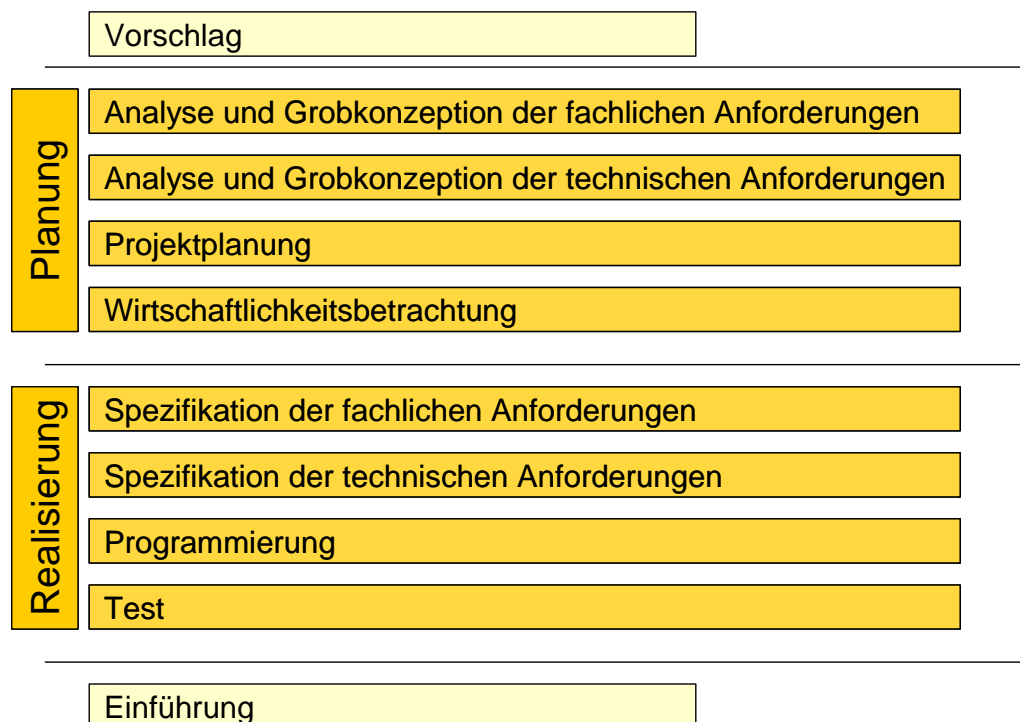 Vorschlag
Planung
Analyse und Grobkonzeption der fachlichen Anforderungen
Analyse und Grobkonzeption der technischen Anforderungen
Projektplanung
Wirtschaftlichkeitsbetrachtung
Realisierung
Spezifikation der fachlichen Anforderungen
Spezifikation der technischen Anforderungen
Programmierung
Test
Einführung